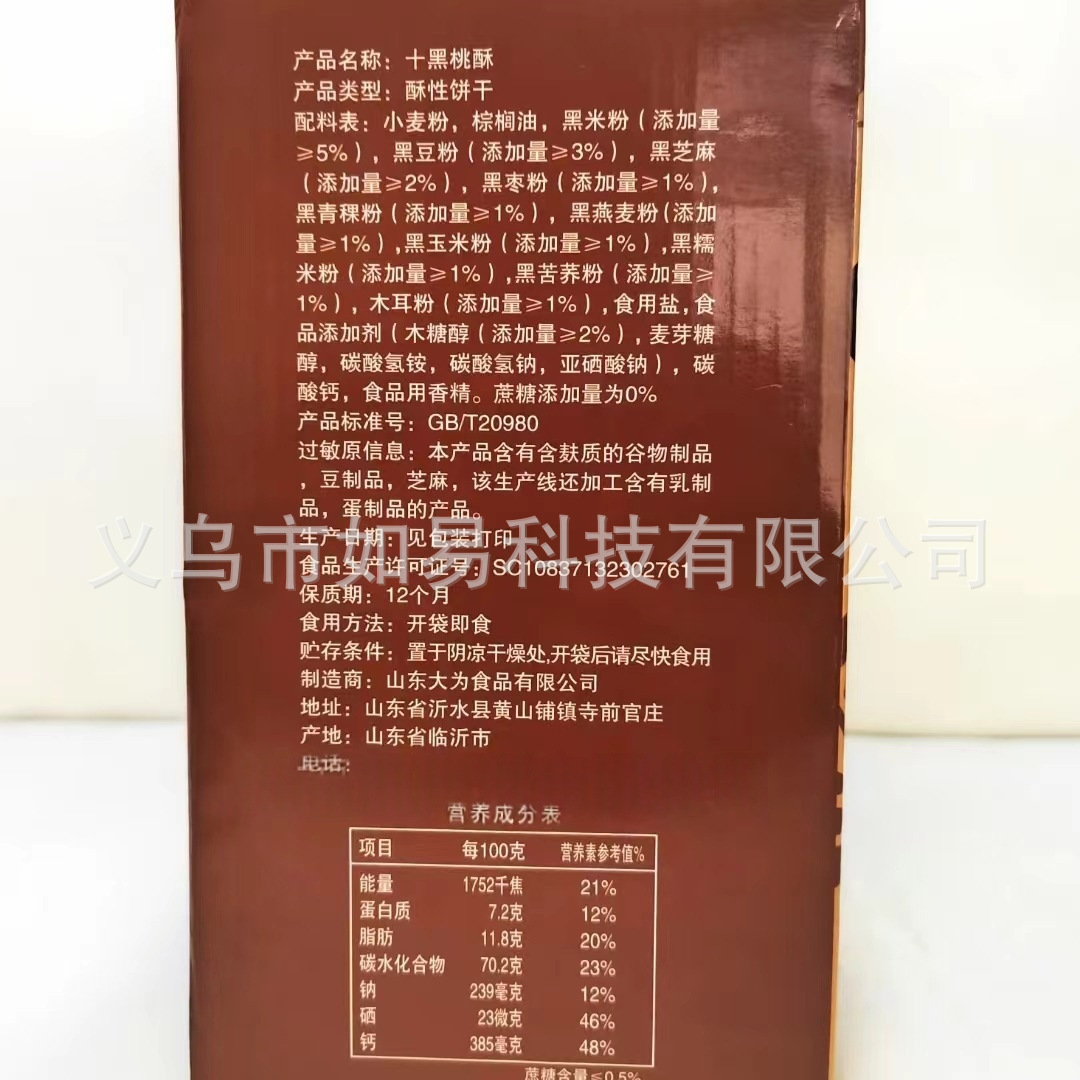 产品名称：十黑桃酥
产品类型：酥性饼干
配料表：小麦粉，棕榈油，黑米粉（添加量
≥5%），黑豆粉（添加量≥3%），黑芝麻
（添加量≥2%），黑枣粉（添加量≥1%），
黑青稞粉（添加量≥1%），黑燕麦粉（添加
量≥1%）,黑玉米粉（添加量≥1%）,黑糯
米粉（添加量≥1%）,黑苦荞粉（添加量≥
1%），木耳粉（添加量≥1%）,食用盐,食
品添加剂（木糖醇（添加量≥2%），麦芽糖
醇，碳酸氢铵，碳酸氢钠，亚硒酸钠），碳
酸钙，食品用香精。蔗糖添加量为0%
产品标准号：GB/T20980
过敏原信息：本产品含有含麸质的谷物制品
，豆制品，芝麻，该生产线还加工含有乳制
品，蛋制品的产品。
义乌市如易科技有限公司
生产日期：见包装打印
食品生产许可证号：SC10837132302761
保质期：12个月
食用方法：开袋即食
贮存条件：置于阴凉干燥处,开袋后请尽快食用
制造商：山东大为食品有限公司
地址：山东省沂水县黄山铺镇寺前官庄
产地：山东省临沂市
电话：
营养成分表
项目 每100克 营养素参考值%
能量 1752千焦 21%
蛋白质 7.2克 12%
脂肪 11.8克 20%
碳水化合物 70.2克 23%
钠 239毫克 12%
硒 23微克 46%
钙 385毫克 48%
蔗糖含量≤0.5%